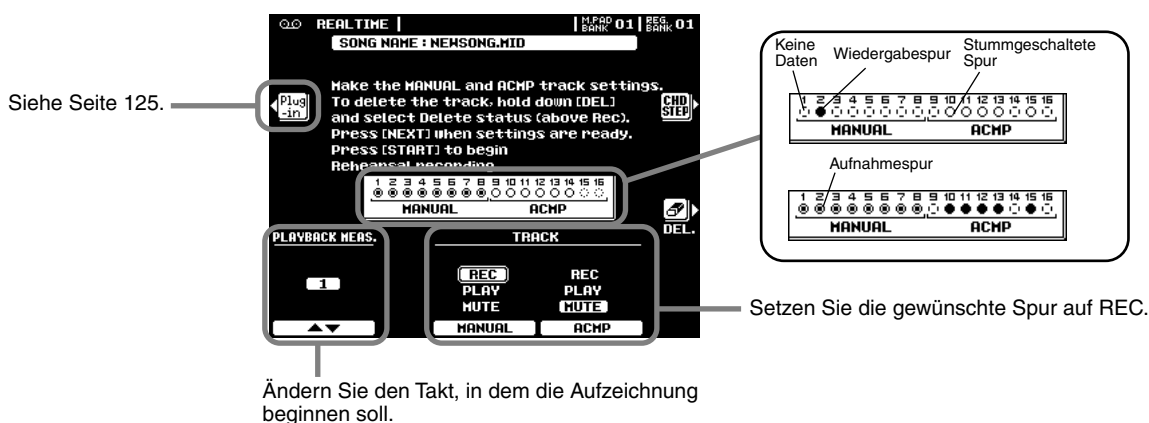 REALTIME
M.PAD BANK 01 REG. BANK 01
SONG NAME : NEWSONG.MID
Siehe Seite 125.
Plug
-in
Make the MANUAL and ACMP track settings.
To delete the track, hold down [DEL]
and select Delete status (above Rec).
Press [NEXT] when settings are ready.
Press [START] to begin
Rehearsal recording
CHD
STEP
1 2 3 4 5 6 7 8 9 10 11 12 13 14 15 16
MANUAL ACMP
DEL.
PLAYBACK MEAS.
1
TRACK
REC REC
PLAY PLAY
MUTE MUTE
MANUAL ACMP
Keine
Daten
Wiedergabespur
Stummgeschaltete
Spur
1 2 3 4 5 6 7 8 9 10 11 12 13 14 15 16
MANUAL ACMP
Aufnahmespur
1 2 3 4 5 6 7 8 9 10 11 12 13 14 15 16
MANUAL ACMP
Setzen Sie die gewünschte Spur auf REC.
Ändern Sie den Takt, in dem die Aufzeichnung
beginnen soll.